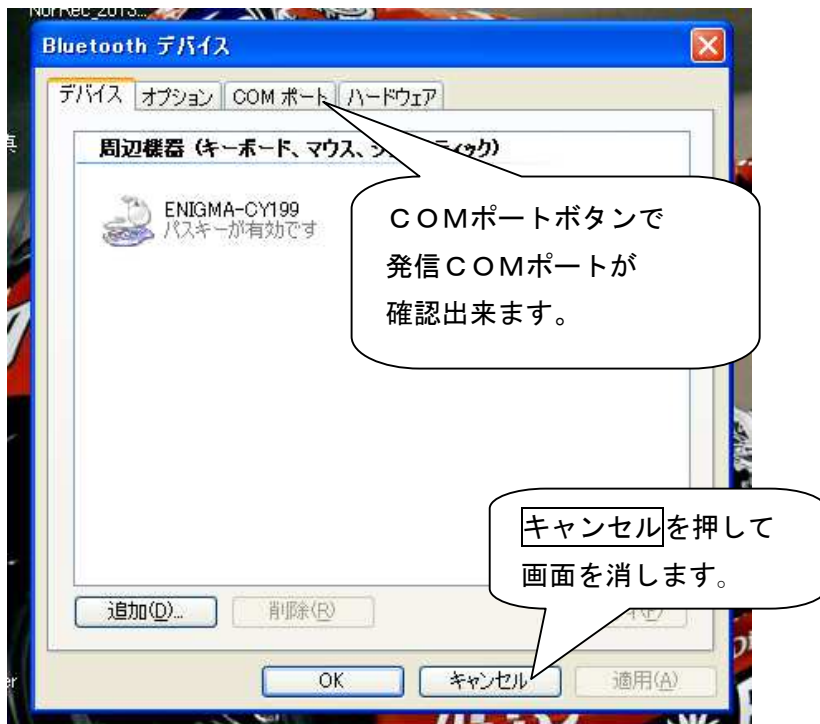 Bluetooth デバイス
デバイス オプション COM ポート ハードウェア
周辺機器 (キーボード、マウス、
ENIGMA-CY199
パスキーが有効です
COMポートボタンで
発信COMポートが
確認出来ます。
キャンセルを押して
画面を消します。
追加(D)... 削除(R)
OK キャンセル 適用(A)